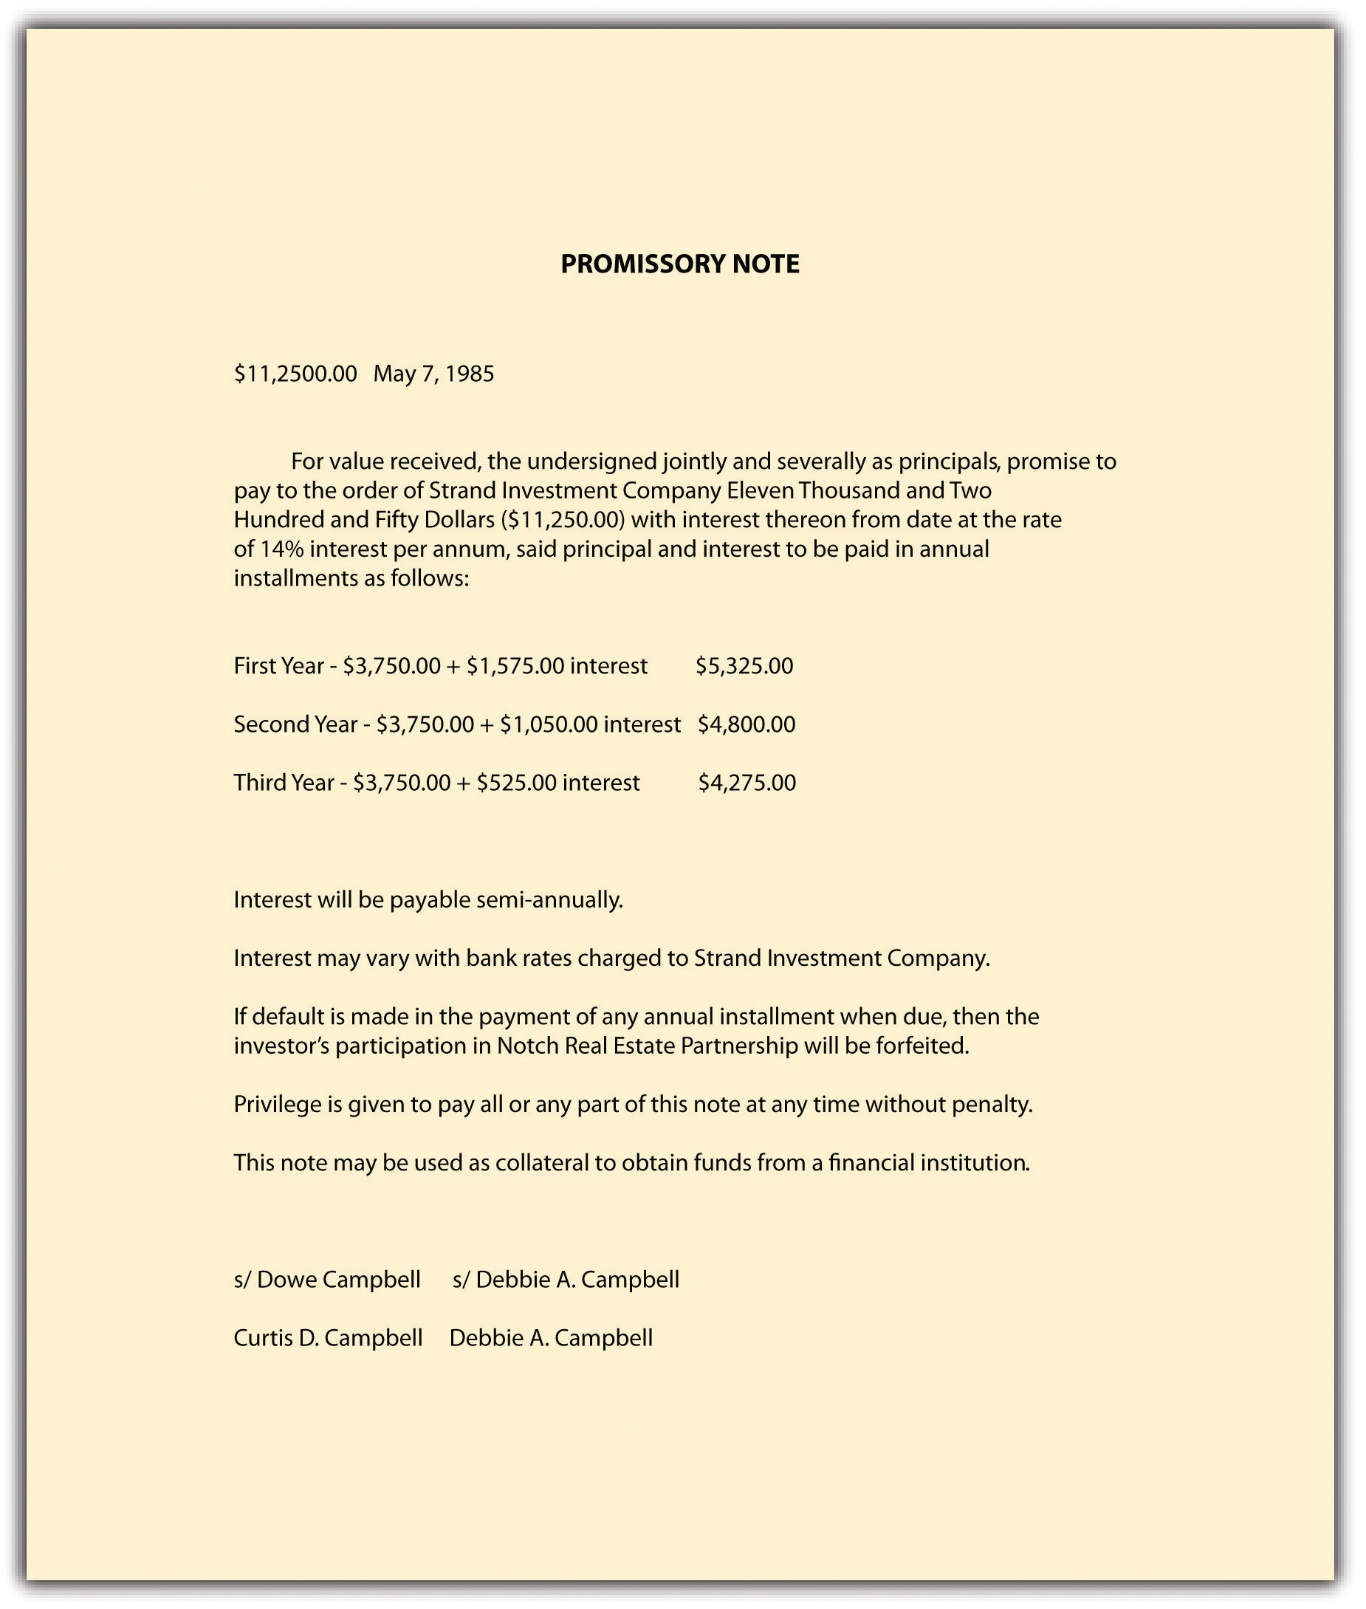 PROMISSORY NOTE
$11,2500.00 May 7, 1985
For value received, the undersigned jointly and severally as principals, promise to
pay to the order of Strand Investment Company Eleven Thousand and Two
Hundred and Fifty Dollars ($11,250.00) with interest thereon from date at the rate
of 14% interest per annum, said principal and interest to be paid in annual
installments as follows:
First Year - $3,750.00 + $1,575.00 interest $5,325.00
Second Year - $3,750.00 + $1,050.00 interest $4,800.00
Third Year - $3,750.00 + $525.00 interest $4,275.00
Interest will be payable semi-annually.
Interest may vary with bank rates charged to Strand Investment Company.
If default is made in the payment of any annual installment when due, then the
investor’s participation in Notch Real Estate Partnership will be forfeited.
Privilege is given to pay all or any part of this note at any time without penalty.
This note may be used as collateral to obtain funds from a financial institution.
s/ Dowe Campbell s/ Debbie A. Campbell
Curtis D. Campbell Debbie A. Campbell